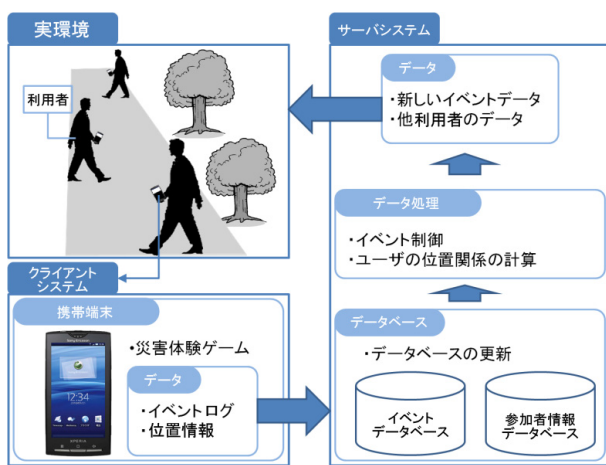 実環境
利用者
クライアント
システム
携帯端末
・災害体験ゲーム
データ
・イベントログ
・位置情報
Sony Ericsson
12:34
XPERIA
サーバシステム
データ
・新しいイベントデータ
・他利用者のデータ
データ処理
・イベント制御
・ユーザの位置関係の計算
データベース
・データベースの更新
イベント
データベース
参加者情報
データベース